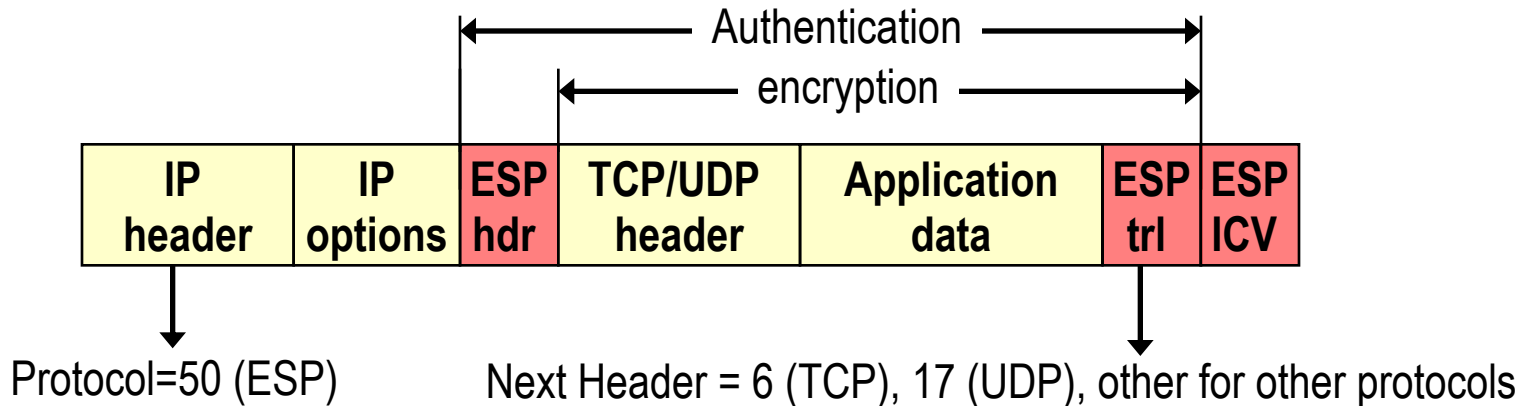 Authentication
encryption
IP header
IP options
ESP hdr
TCP/UDP header
Application data
ESP trl
ESP ICV
Protocol=50 (ESP)
Next Header = 6 (TCP), 17 (UDP), other for other protocols